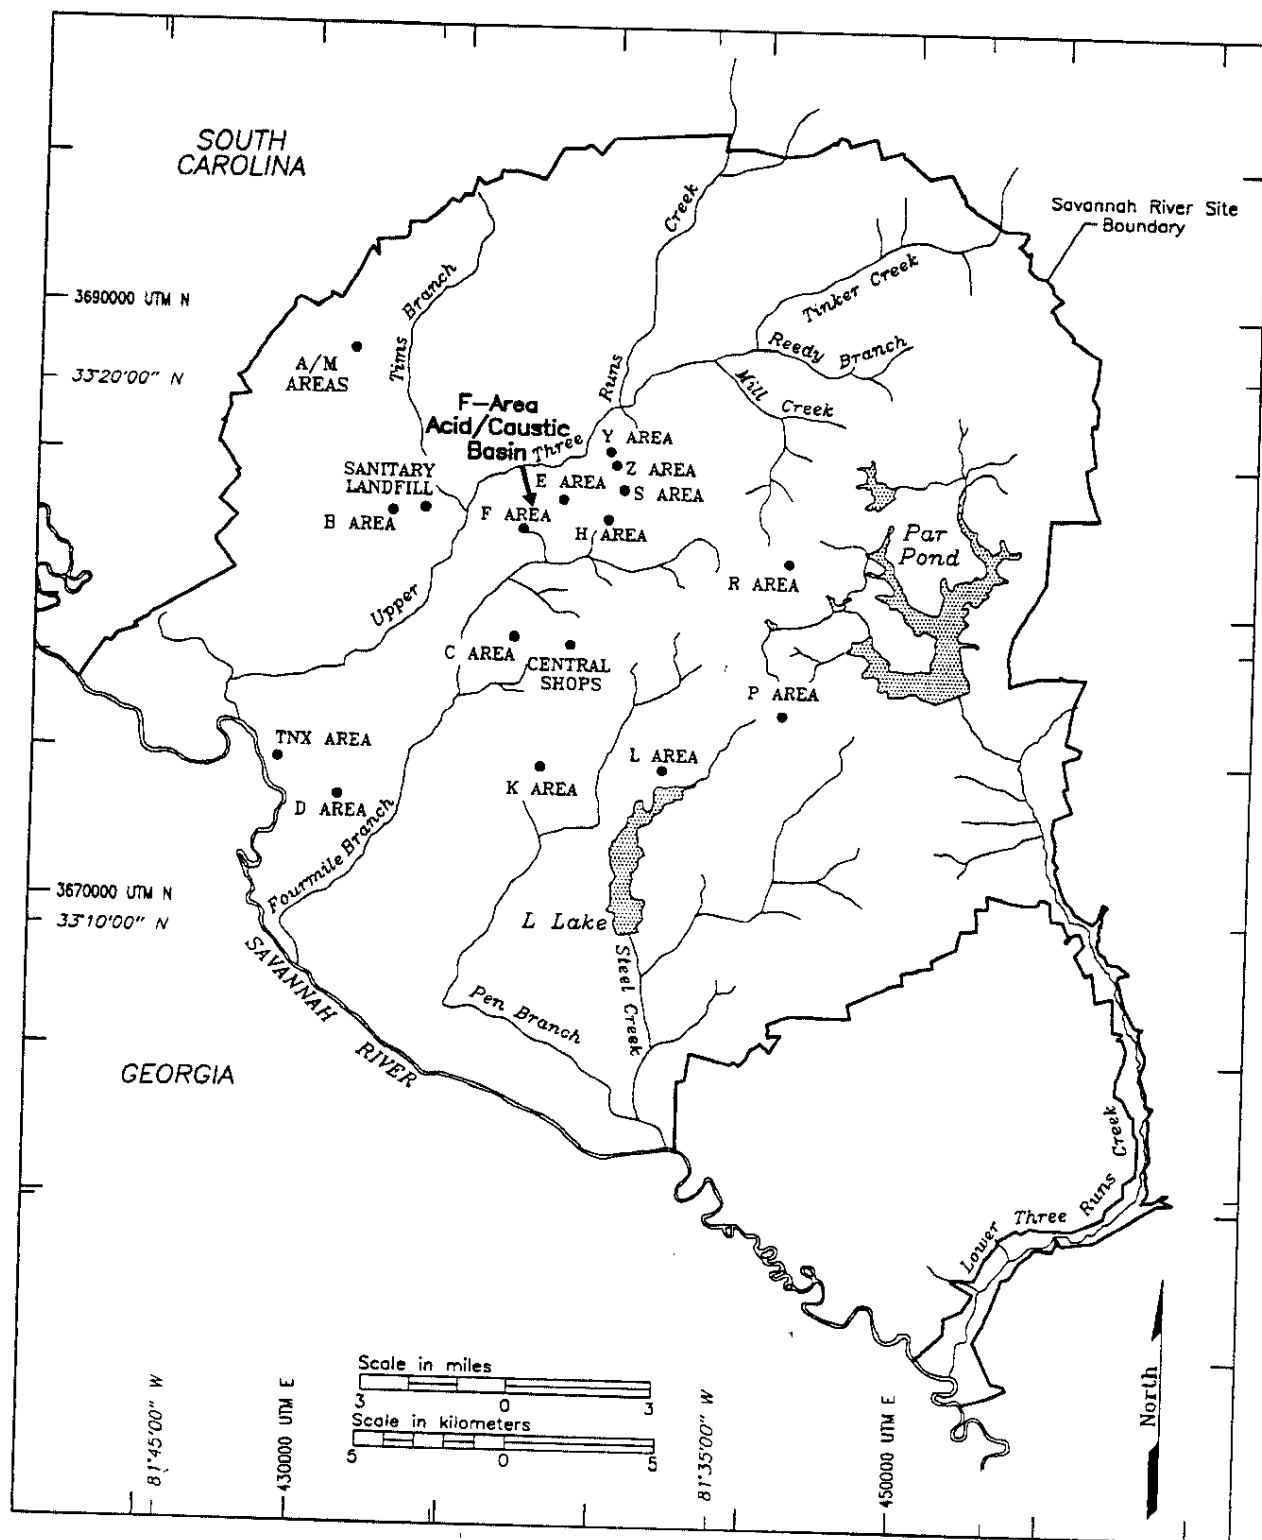 SOUTH
CAROLINA
Savannah River Site
Boundary
Creek
Runs
Three
Upper
Tims
Branch
Tinker Creek
Reedy Branch
Mill Creek
3690000 UTM N
33°20'00" N
A/M
AREAS
F-Area
Acid/Caustic
Basin
Y AREA
Z AREA
E AREA
S AREA
SANITARY
LANDFILL
B AREA
F AREA
H AREA
Par
Pond
R AREA
C AREA
CENTRAL
SHOPS
P AREA
TNX AREA
L AREA
D AREA
K AREA
Fourmile Branch
3670000 UTM N
33°10'00" N
L Lake
Steel Creek
Pen Branch
SAVANNAH
RIVER
GEORGIA
Lower Three Runs Creek
Scale in miles
3 0 3
Scale in kilometers
5 0 5
81°45'00" W
430000 UTM E
81°35'00" W
450000 UTM E
North